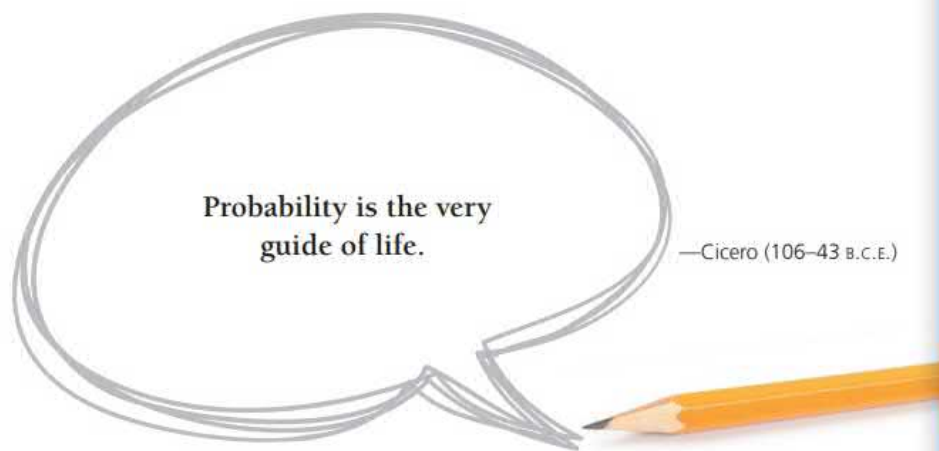 Probability is the very
guide of life.
—Cicero (106–43 B.C.E.)